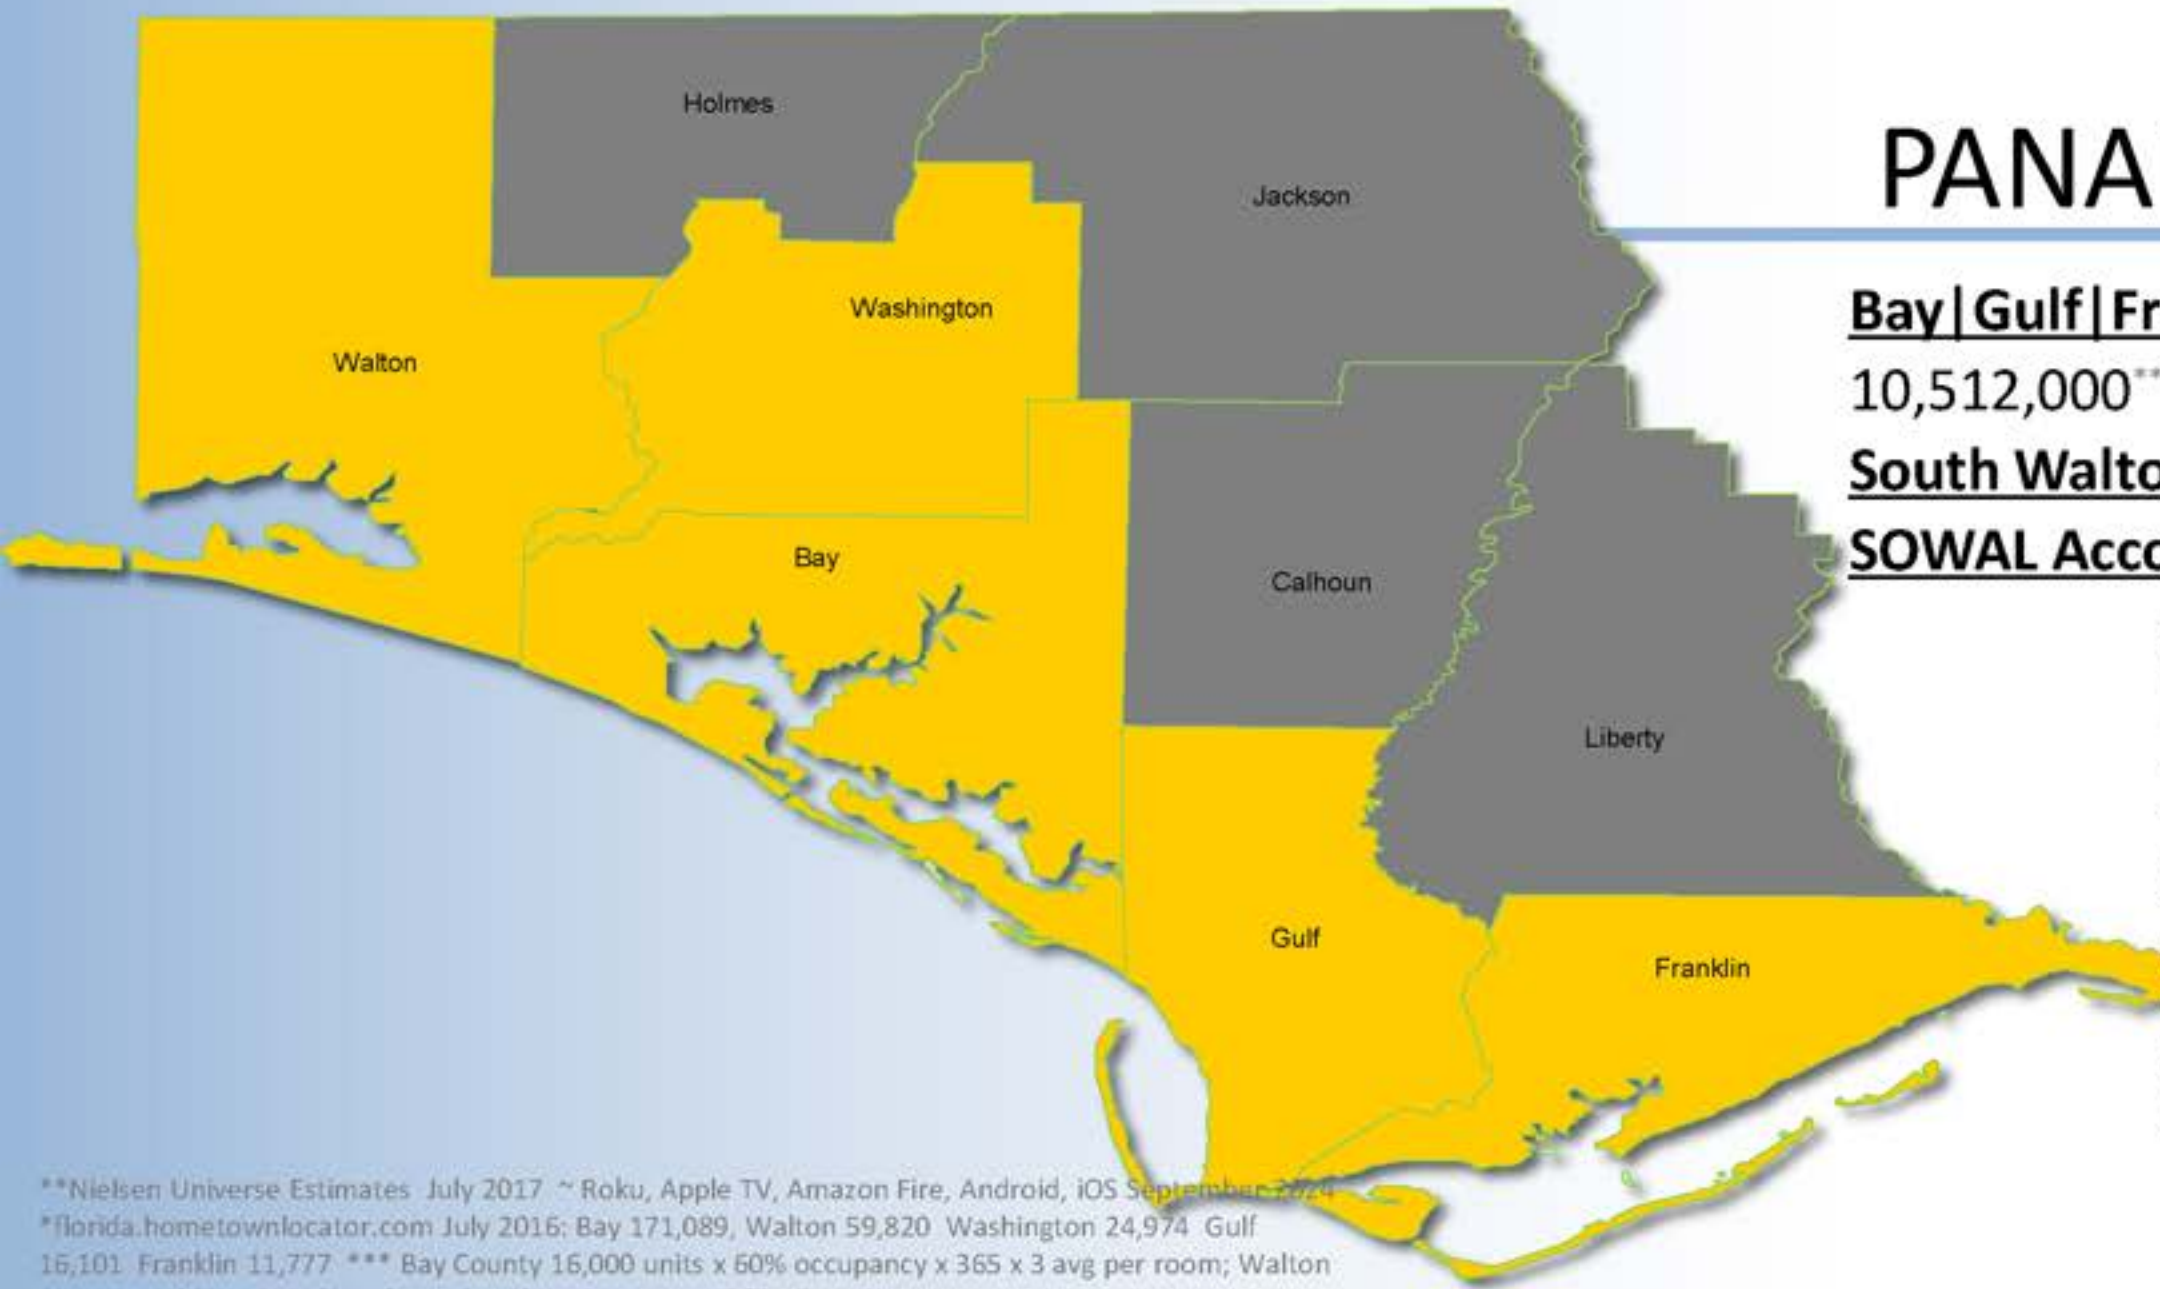 Holmes
Jackson
PANA
Washington
Bay|Gulf|Fr
Walton
10,512,000**
South Walto
Bay
SOWAL Acco
Calhoun
Liberty
Gulf
Franklin
**Nielsen Universe Estimates July 2017 ~ Roku, Apple TV, Amazon Fire, Android, iOS September 2024
*florida.hometownlocator.com July 2016: Bay 171,089, Walton 59,820 Washington 24,974 Gulf
16,101 Franklin 11,777 *** Bay County 16,000 units x 60% occupancy x 365 x 3 avg per room; Walton